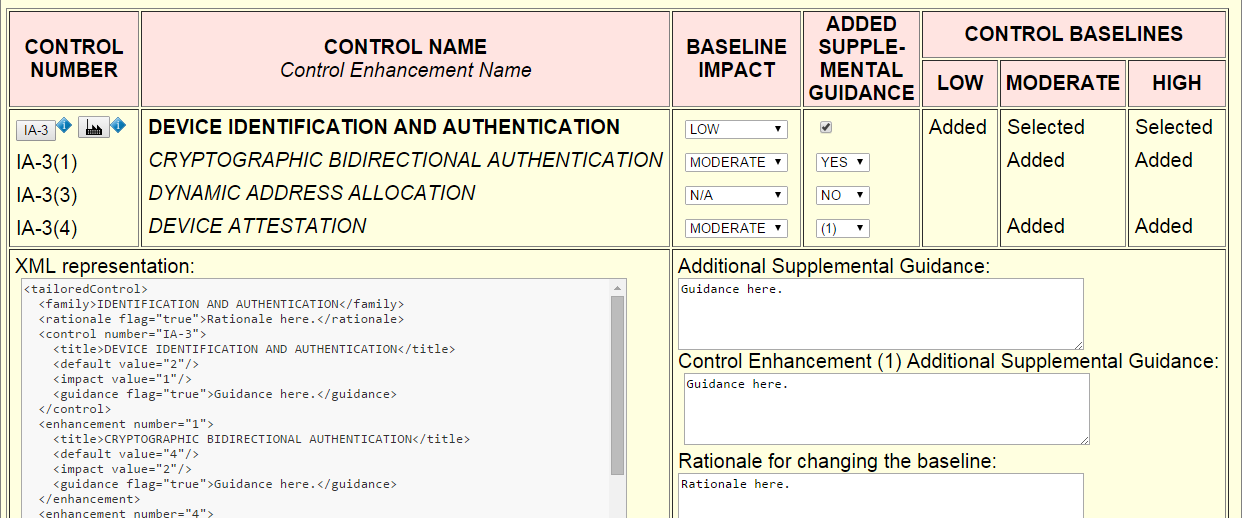 CONTROL NUMBER
CONTROL NAME
Control Enhancement Name
BASELINE IMPACT
ADDED SUPPLE-MENTAL GUIDANCE
CONTROL BASELINES
LOW MODERATE HIGH
IA-3 DEVICE IDENTIFICATION AND AUTHENTICATION LOW Added Selected Selected
IA-3(1) CRYPTOGRAPHIC BIDIRECTIONAL AUTHENTICATION MODERATE YES Added Added
IA-3(3) DYNAMIC ADDRESS ALLOCATION N/A NO
IA-3(4) DEVICE ATTESTATION MODERATE (1) Added Added
XML representation:
<tailoredControl>
<family>IDENTIFICATION AND AUTHENTICATION</family>
<rationale flag="true">Rationale here.</rationale>
<control number="IA-3">
<title>DEVICE IDENTIFICATION AND AUTHENTICATION</title>
<default value="2"/>
<impact value="1"/>
<guidance flag="true">Guidance here.</guidance>
</control>
<enhancement number="1">
<title>CRYPTOGRAPHIC BIDIRECTIONAL AUTHENTICATION</title>
<default value="4"/>
<impact value="2"/>
<guidance flag="true">Guidance here.</guidance>
</enhancement>
<enhancement number="4">
Additional Supplemental Guidance:
Guidance here.
Control Enhancement (1) Additional Supplemental Guidance:
Guidance here.
Rationale for changing the baseline:
Rationale here.